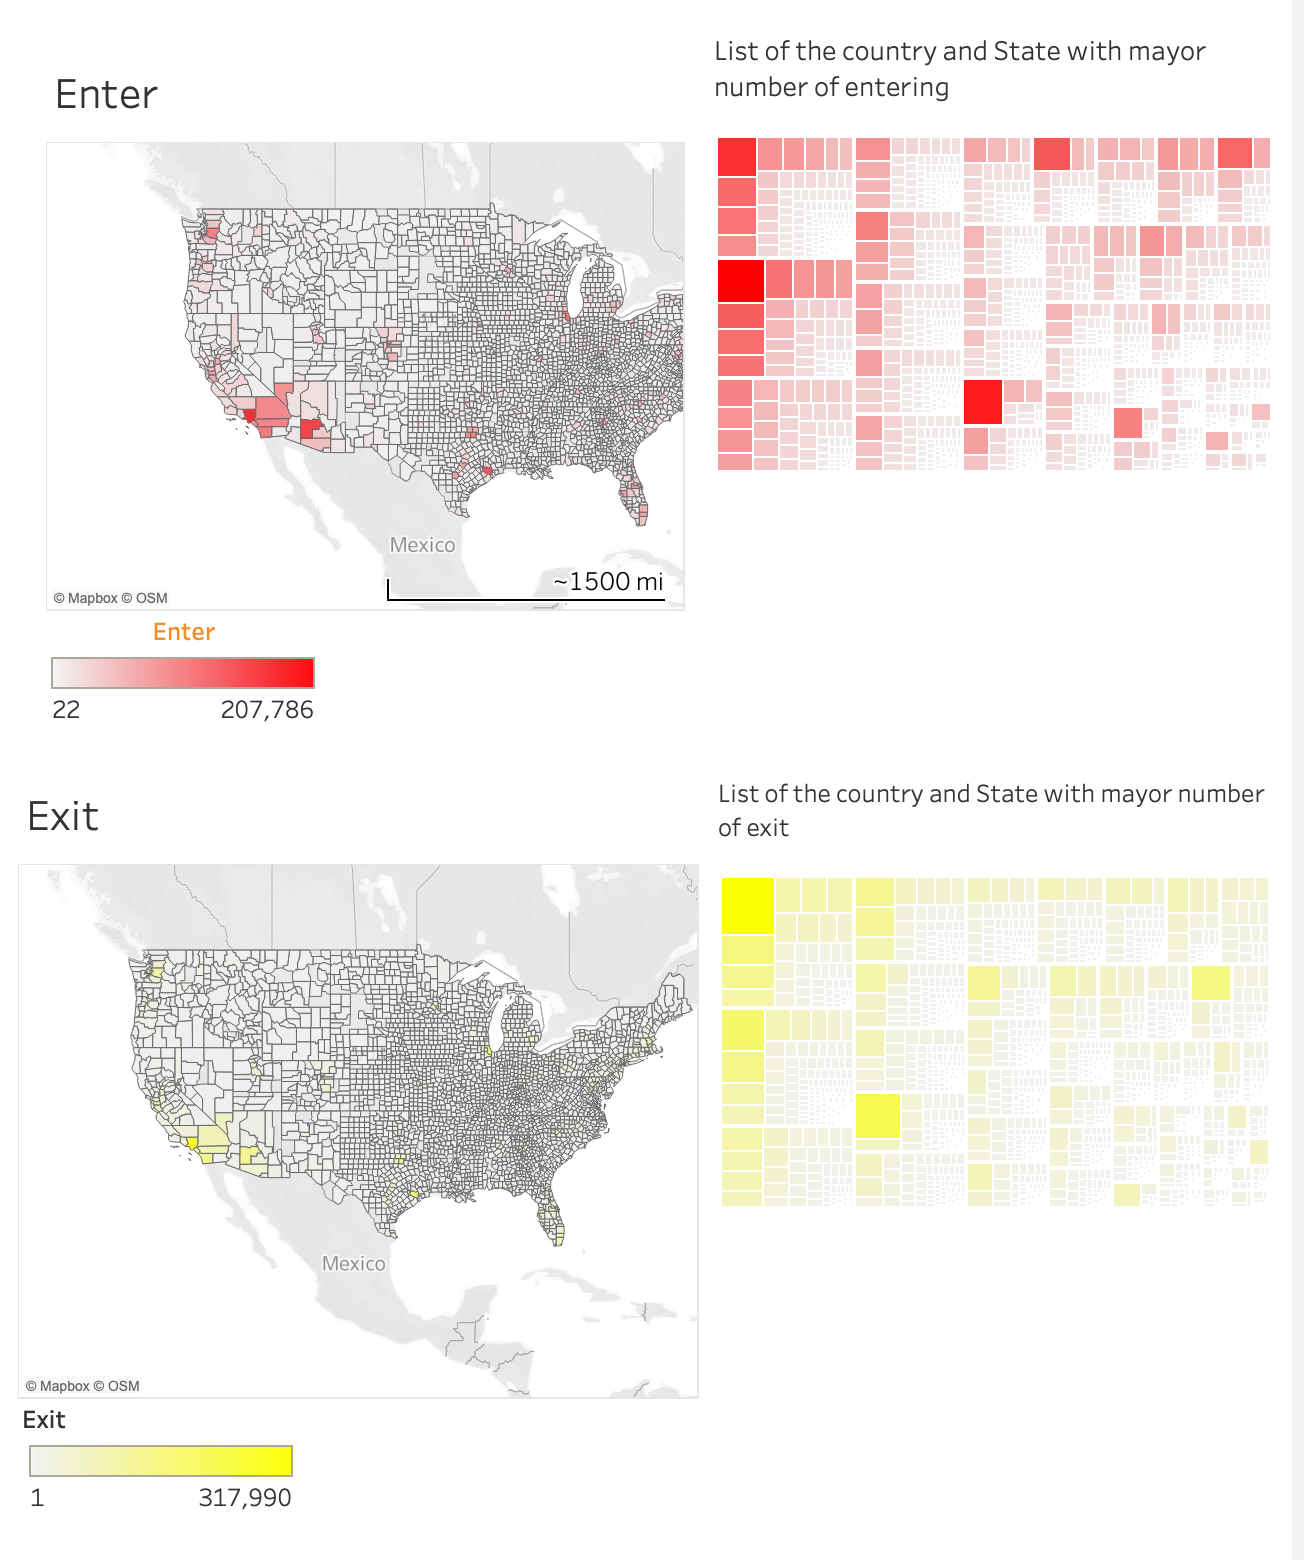 List of the country and State with mayor
number of entering
Enter
Mexico
~1500 mi
© Mapbox © OSM
Enter
22
207,786
List of the country and State with mayor number
of exit
Exit
Mexico
© Mapbox © OSM
Exit
1
317,990